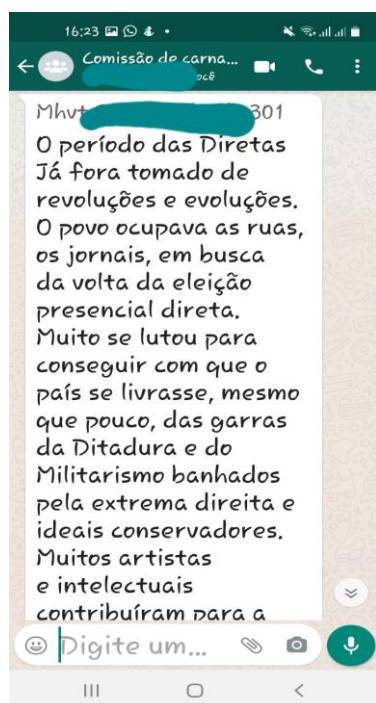 16:23
Comissão de carna...
ocê
Mhvt 301
O período das Diretas
Já fora tomado de
revoluções e evoluções.
O povo ocupava as ruas,
os jornais, em busca
da volta da eleição
presencial direta.
Muito se lutou para
conseguir com que o
país se livrasse, mesmo
que pouco, das garras
da Ditadura e do
Militarismo banhados
pela extrema direita e
ideais conservadores.
Muitos artistas
e intelectuais
contribuíram para a
Digite um...